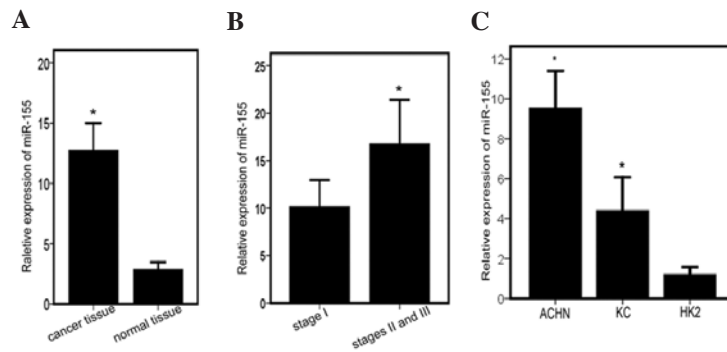 A
B
C
Raletive expression of miR-155
20
15
10
5
0
*
cancer tissue
normal tissue
Relative expression of miR-155
25
20
15
10
5
0
*
stage I
stages II and III
Relative expression of miR-155
12
10
8
6
4
2
0
*
*
ACHN
KC
HK2